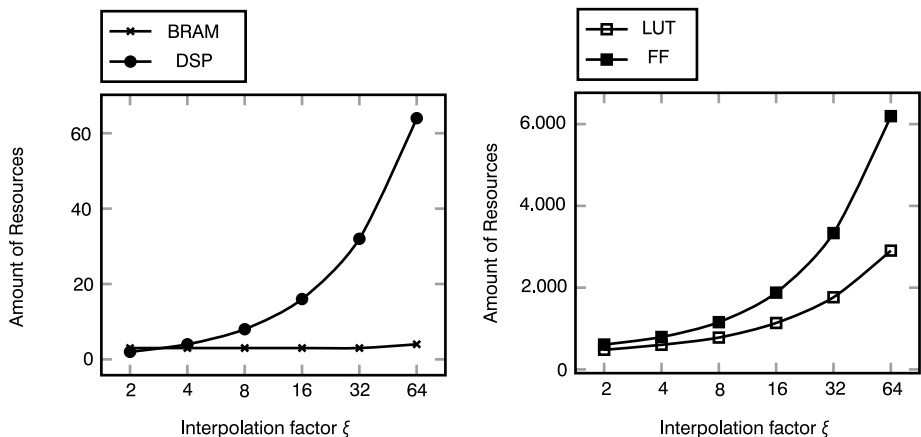 BRAM
DSP
60
40
20
0
2 4 8 16 32 64
Amount of Resources
Interpolation factor ξ
LUT
FF
6.000
4.000
2.000
0
2 4 8 16 32 64
Amount of Resources
Interpolation factor ξ